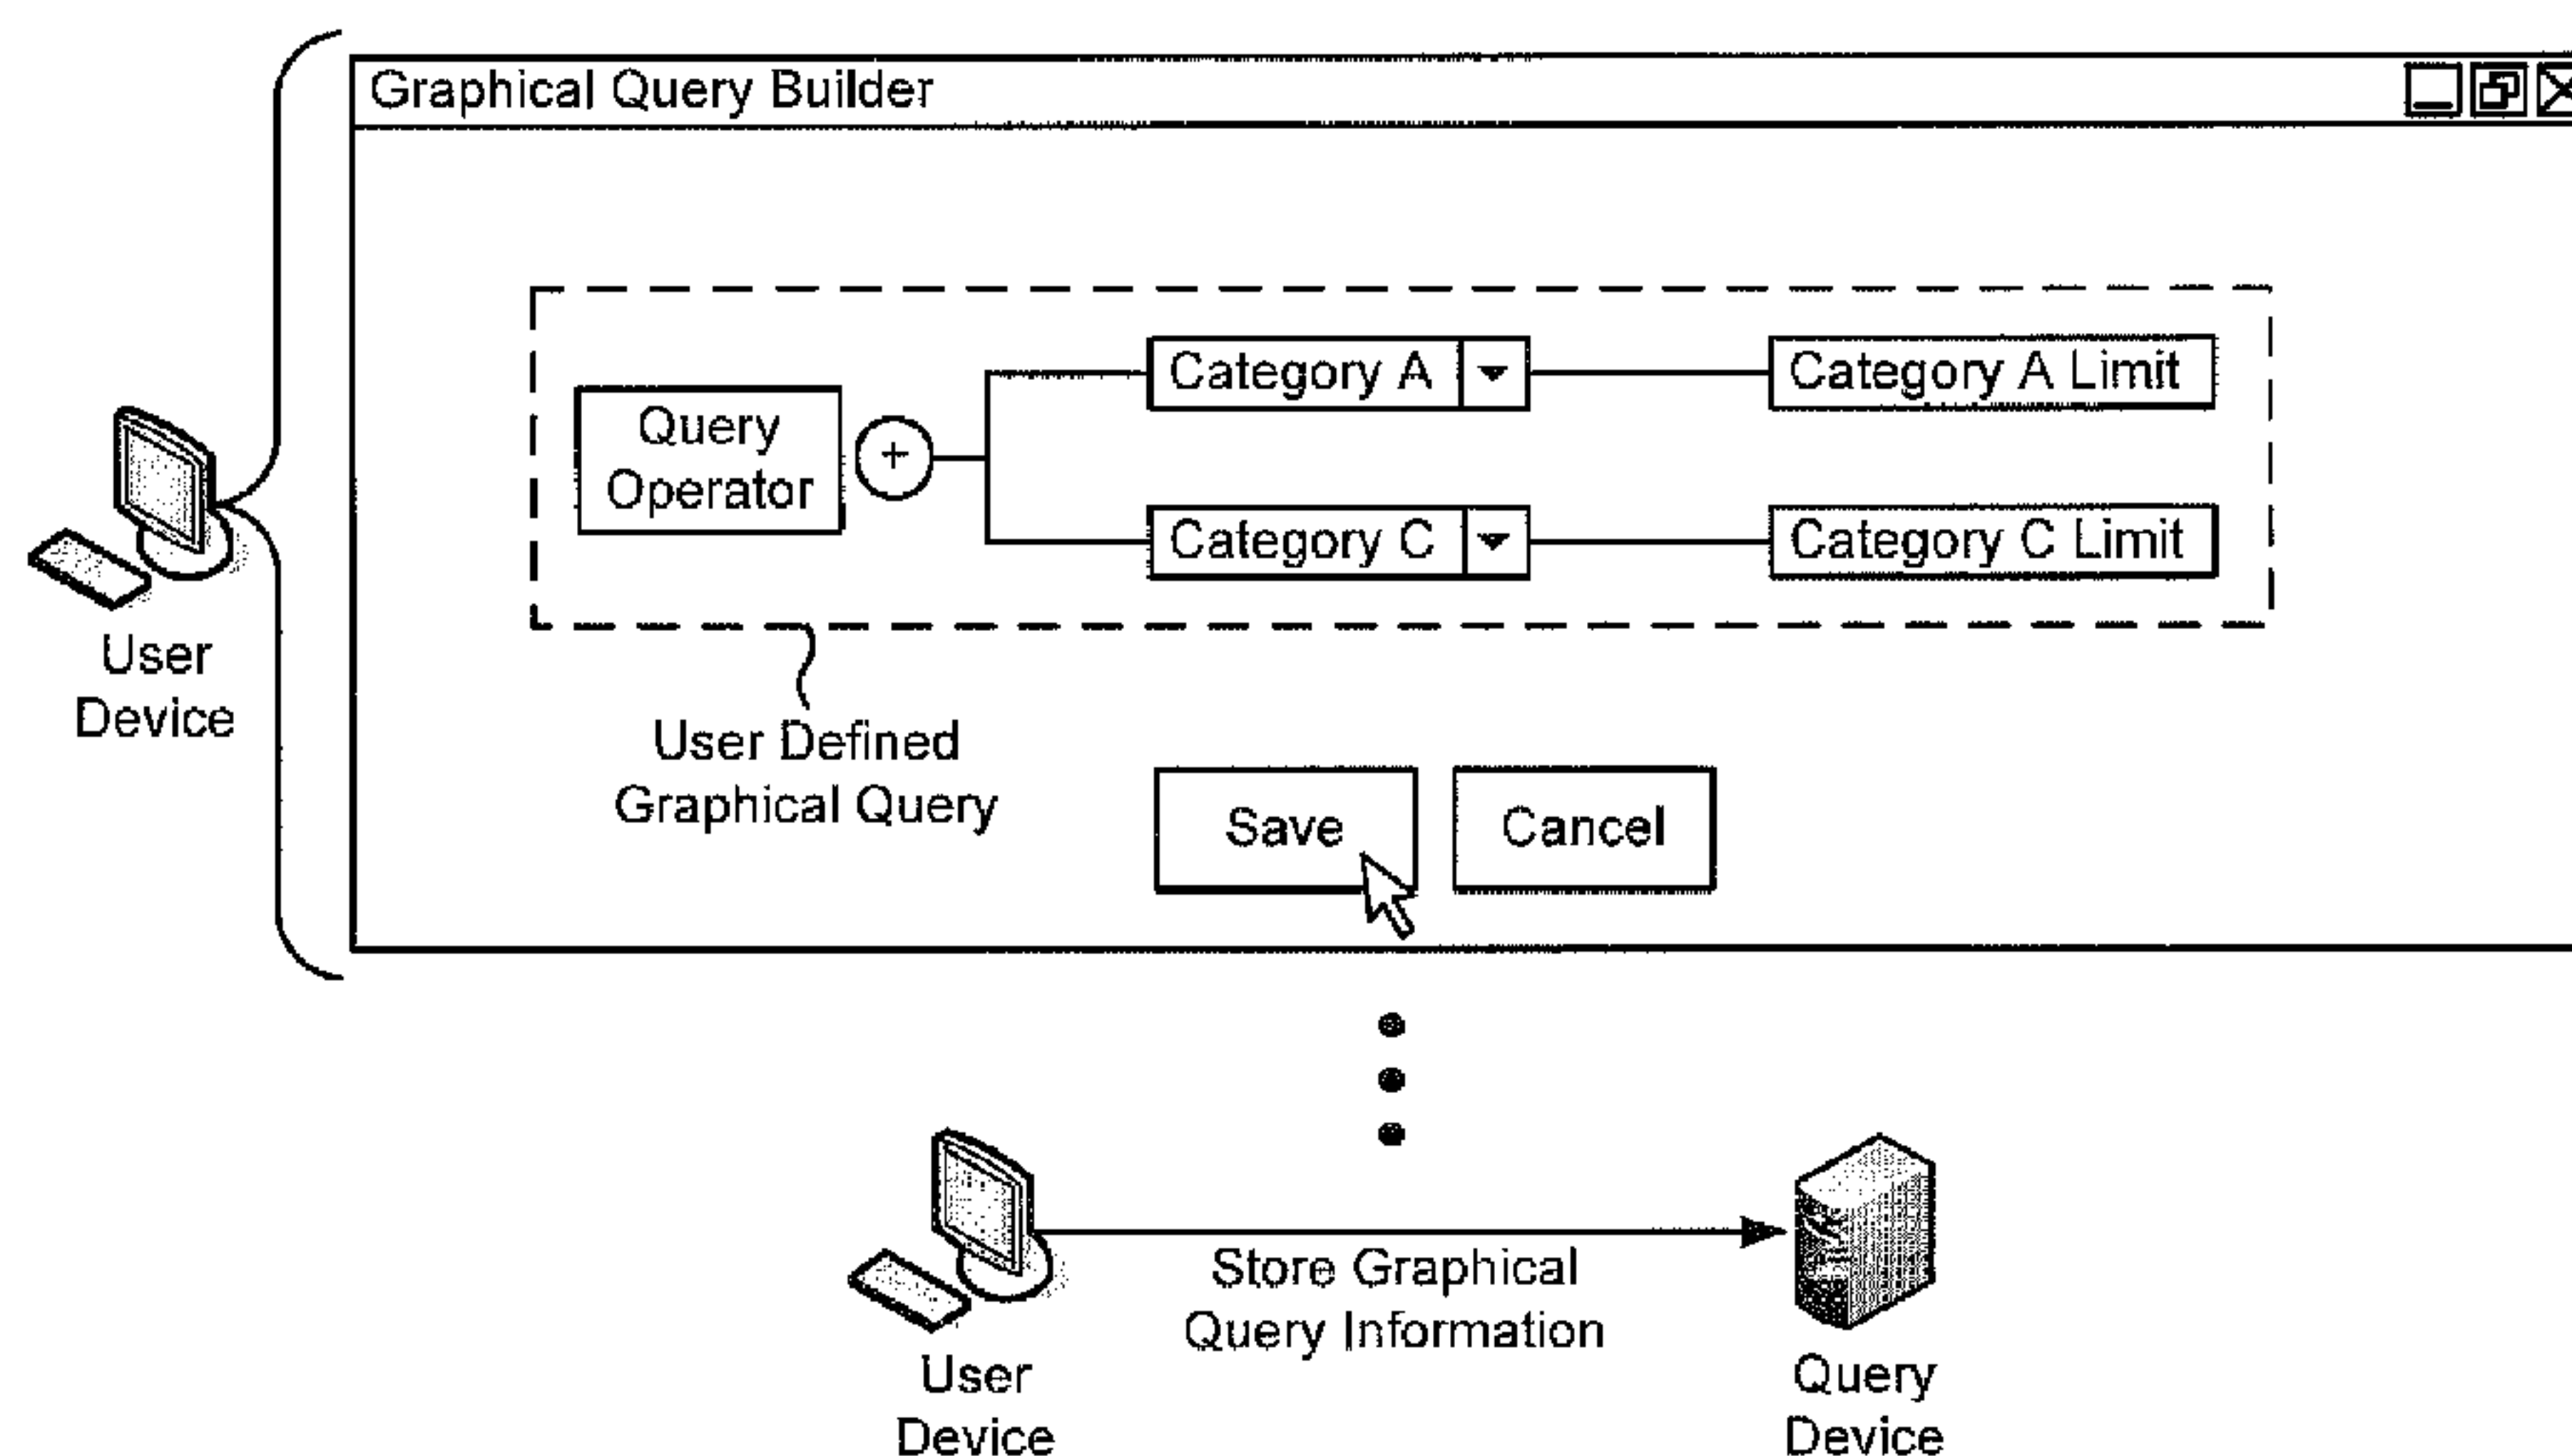 Graphical Query Builder
Query
Operator
+
Category A
Category A Limit
Category C
Category C Limit
User
Device
User Defined
Graphical Query
Save
Cancel
Store Graphical
Query Information
User
Device
Query
Device